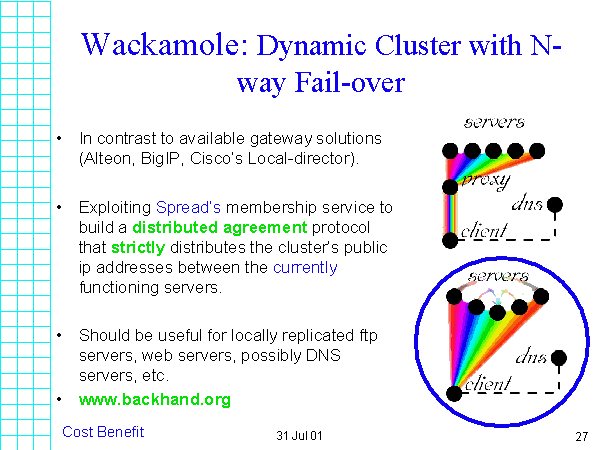 Wackamole: Dynamic Cluster with N-
way Fail-over
• In contrast to available gateway solutions
(Alteon, BigIP, Cisco's Local-director).
• Exploiting Spread's membership service to
build a distributed agreement protocol
that strictly distributes the cluster's public
ip addresses between the currently
functioning servers.
• Should be useful for locally replicated ftp
servers, web servers, possibly DNS
servers, etc.
• www.backhand.org
servers
proxy
dns
client
servers
dns
client
Cost Benefit
31 Jul 01
27